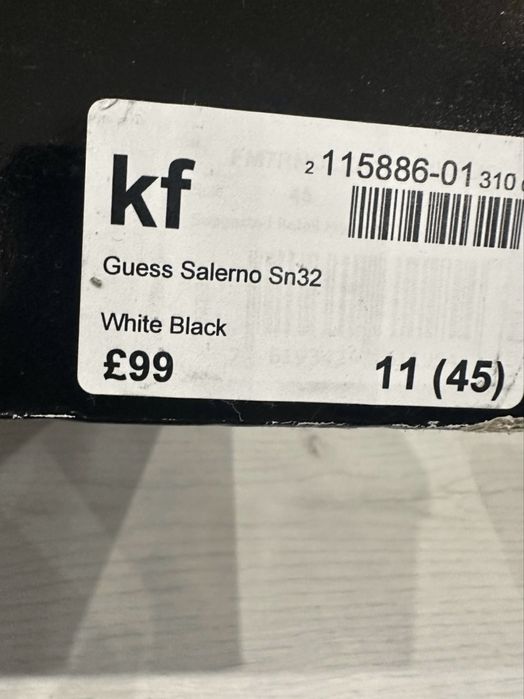 kf
2 115886-01 310
Guess Salerno Sn32
White Black
£99 11 (45)